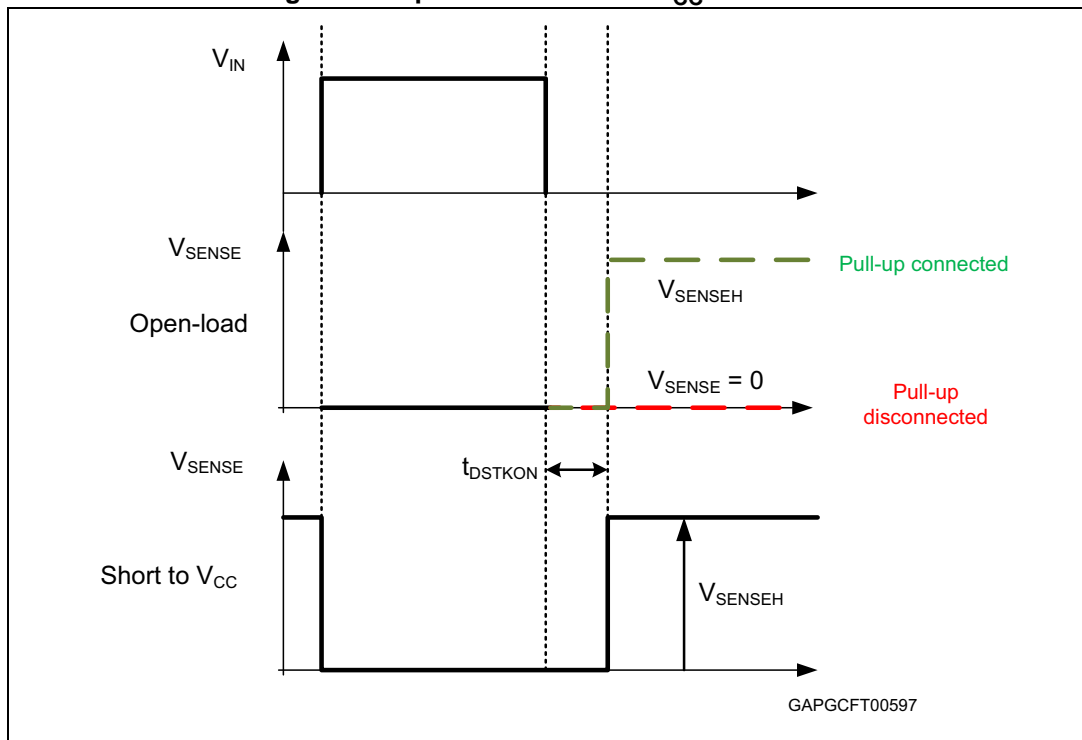 V_IN
V_SENSE
Pull-up connected
V_SENSEH
Open-load
V_SENSE = 0
Pull-up
disconnected
V_SENSE
t_DSTKON
Short to V_CC
V_SENSEH
GAPGCFT00597